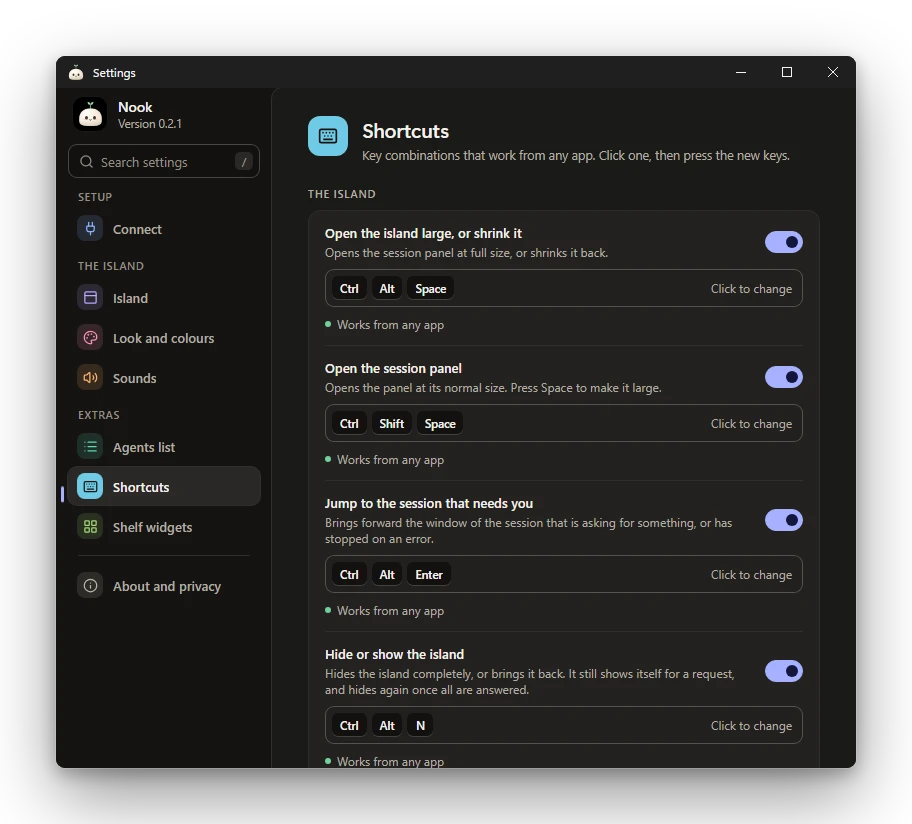 Settings
Nook
Version 0.2.1
Search settings /
SETUP
Connect
THE ISLAND
Island
Look and colours
Sounds
EXTRAS
Agents list
Shortcuts
Shelf widgets
About and privacy
Shortcuts
Key combinations that work from any app. Click one, then press the new keys.
THE ISLAND
Open the island large, or shrink it
Opens the session panel at full size, or shrinks it back.
Ctrl Alt Space Click to change
Works from any app
Open the session panel
Opens the panel at its normal size. Press Space to make it large.
Ctrl Shift Space Click to change
Works from any app
Jump to the session that needs you
Brings forward the window of the session that is asking for something, or has
stopped on an error.
Ctrl Alt Enter Click to change
Works from any app
Hide or show the island
Hides the island completely, or brings it back. It still shows itself for a request,
and hides again once all are answered.
Ctrl Alt N Click to change
Works from any app